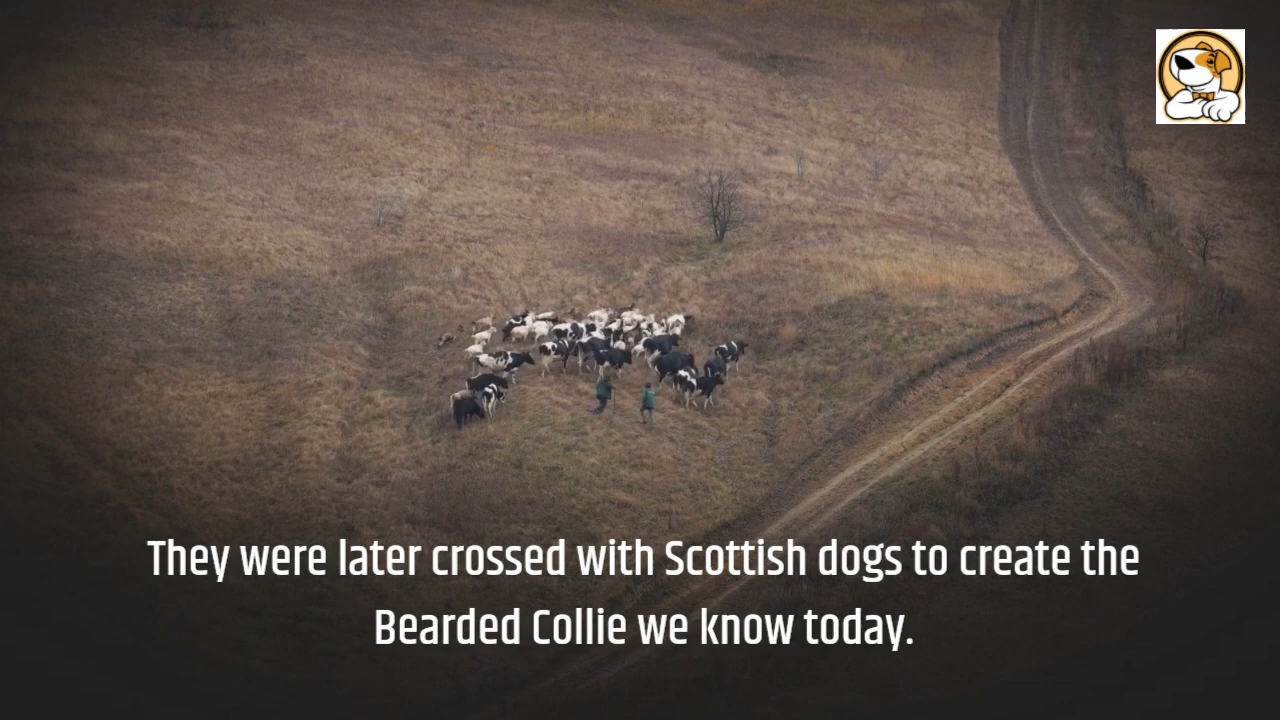 They were later crossed with Scottish dogs to create the
Bearded Collie we know today.